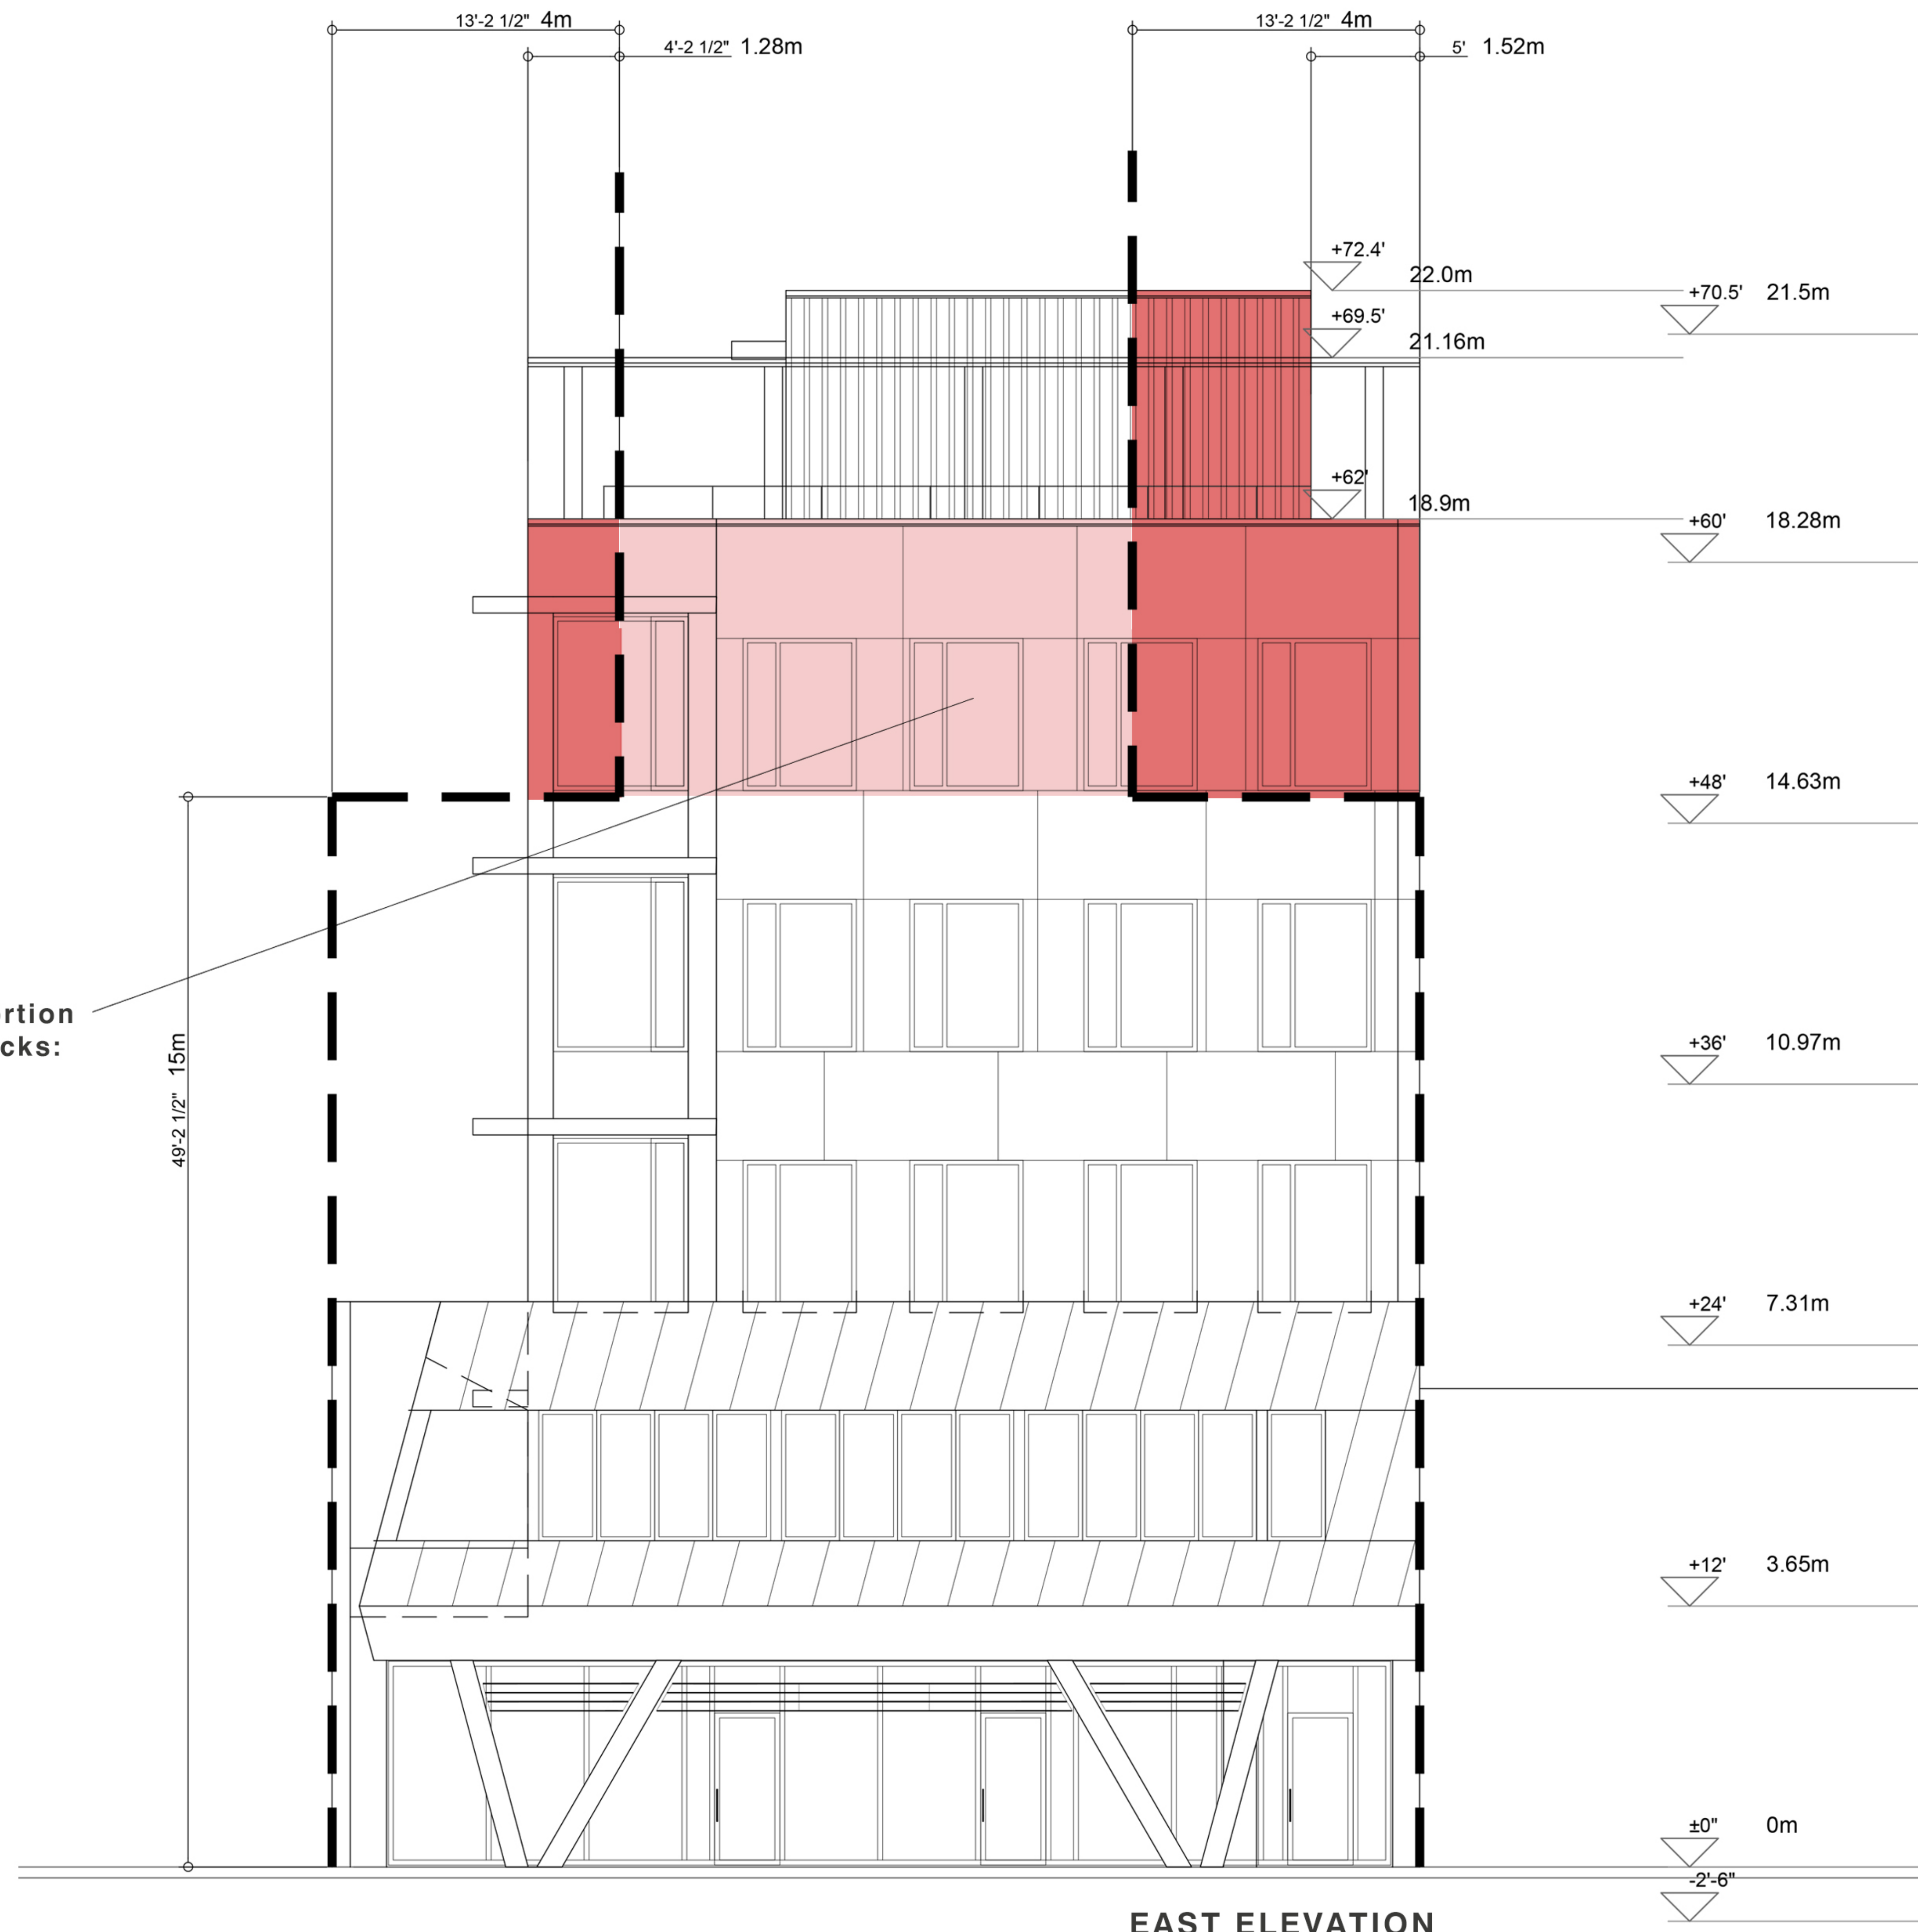 13'-2 1/2" 4m
13'-2 1/2" 4m
4'-2 1/2" 1.28m
5' 1.52m
+72.4'
22.0m
+70.5' 21.5m
+69.5'
21.16m
+62'
18.9m
+60' 18.28m
+48' 14.63m
rtion
cks:
49'-2 1/2" 15m
+36' 10.97m
+24' 7.31m
+12' 3.65m
±0" 0m
-2'-6"
EAST ELEVATION